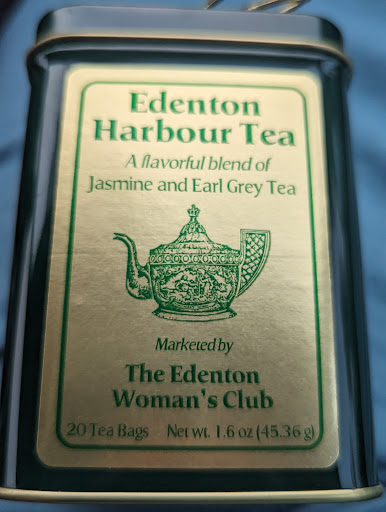 Edenton
Harbour Tea
A flavorful blend of
Jasmine and Earl Grey Tea
Marketed by
The Edenton
Woman's Club
20 Tea Bags Net wt. 1.6 oz (45.36 g)